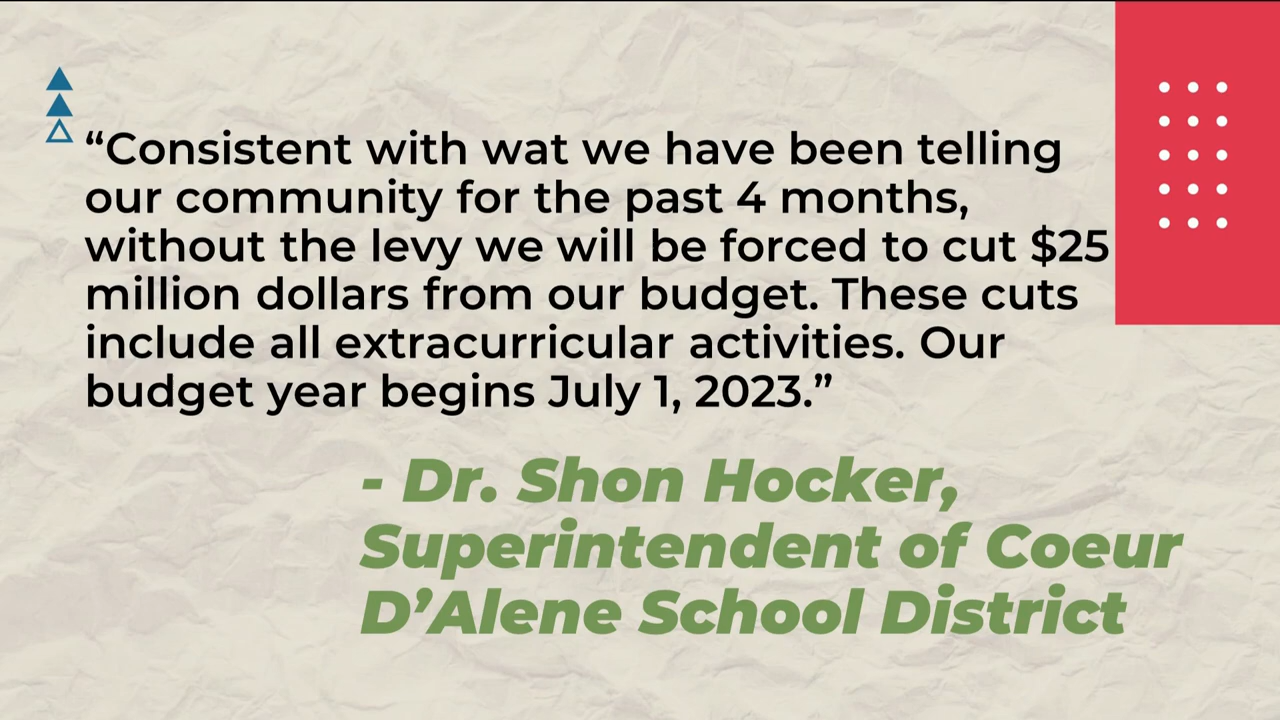 “Consistent with wat we have been telling
our community for the past 4 months,
without the levy we will be forced to cut $25
million dollars from our budget. These cuts
include all extracurricular activities. Our
budget year begins July 1, 2023.”
- Dr. Shon Hocker,
Superintendent of Coeur
D’Alene School District